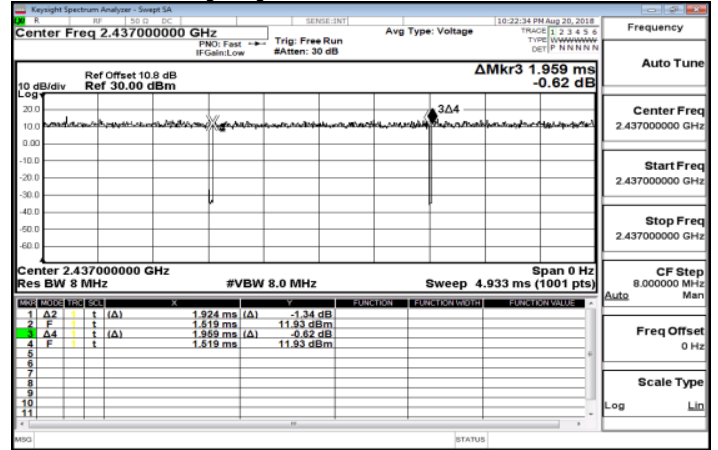 Keysight Spectrum Analyzer - Swept SA
R RF 50 Ω DC SENSE:INT 10:22:34 PM Aug 20, 2018
Center Freq 2.437000000 GHz
PNO: Fast
IFGain:Low
Trig: Free Run
#Atten: 30 dB
Avg Type: Voltage
TRACE 1 2 3 4 5 6
TYPE WWWWWW
DET P NNNNN
Frequency
Auto Tune
Center Freq
2.437000000 GHz
Start Freq
2.437000000 GHz
Stop Freq
2.437000000 GHz
CF Step
8.000000 MHz
Auto Man
Freq Offset
0 Hz
Scale Type
Log Lin
ΔMkr3 1.959 ms
-0.62 dB
Ref Offset 10.8 dB
10 dB/div Ref 30.00 dBm
Log
20.0
10.0
0.00
-10.0
-20.0
-30.0
-40.0
-50.0
-60.0
3Δ4
Center 2.437000000 GHz Span 0 Hz
Res BW 8 MHz #VBW 8.0 MHz Sweep 4.933 ms (1001 pts)
MKR MODE TRC SCL X Y FUNCTION FUNCTION WIDTH FUNCTION VALUE
1 Δ2 1 t (Δ) 1.924 ms (Δ) -1.34 dB
2 F 1 t 1.519 ms 11.93 dBm
3 Δ4 1 t (Δ) 1.959 ms (Δ) -0.62 dB
4 F 1 t 1.519 ms 11.93 dBm
5
6
7
8
9
10
11
MSG STATUS